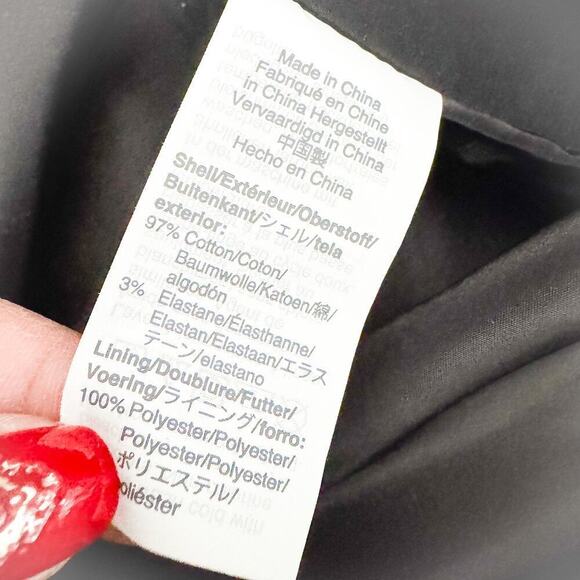 Made in China
Fabriqué en Chine
in China Hergestellt
Vervaardigd in China
中国製
Hecho en China
Shell/Extérieur/Oberstoff/
Buitenkant/シェル/tela
exterior:
97% Cotton/Coton/
Baumwolle/Katoen/綿/
algodón
3% Elastane/Elasthanne/
Elastan/Elastaan/エラス
テーン/elastano
Lining/Doublure/Futter/
Voering/ライニング/forro:
100% Polyester/Polyester/
Polyester/Polyester/
ポリエステル/
poliéster